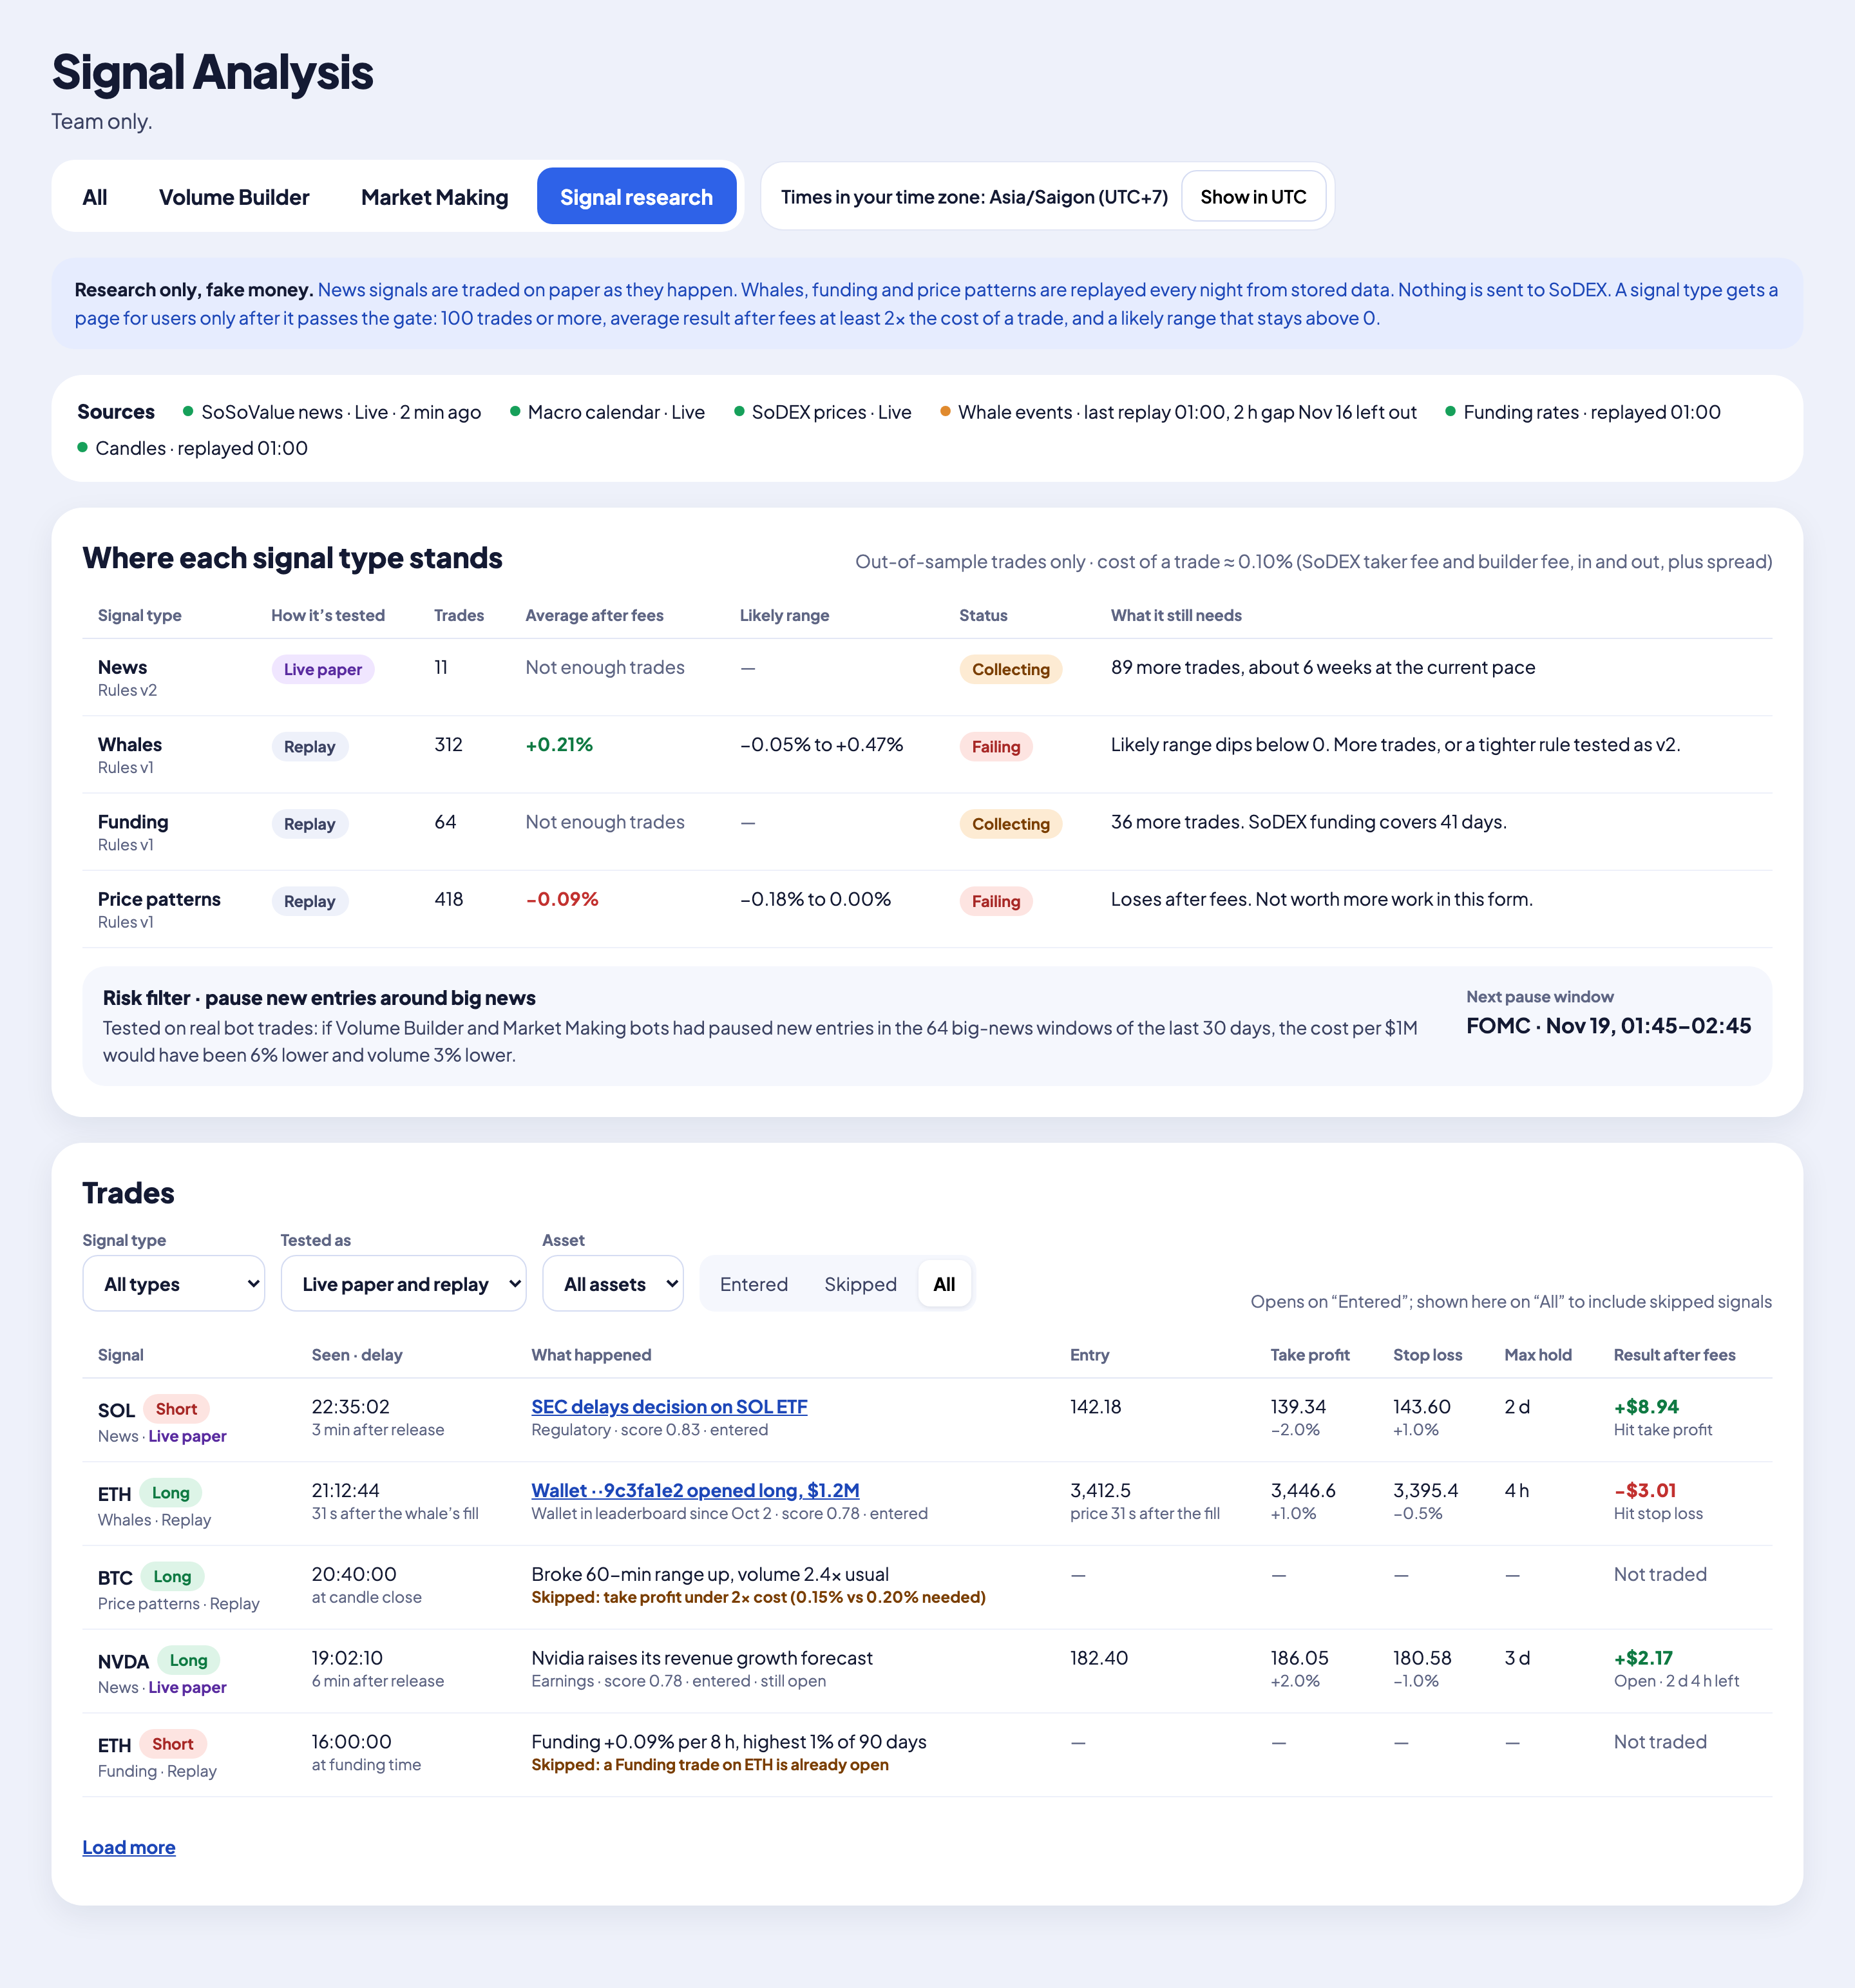 Signal Analysis
Team only.
All
Volume Builder
Market Making
Signal research
Times in your time zone: Asia/Saigon (UTC+7)
Show in UTC
Research only, fake money. News signals are traded on paper as they happen. Whales, funding and price patterns are replayed every night from stored data. Nothing is sent to SoDEX. A signal type gets a
page for users only after it passes the gate: 100 trades or more, average result after fees at least 2× the cost of a trade, and a likely range that stays above 0.
Sources
SoSoValue news · Live · 2 min ago
Macro calendar · Live
SoDEX prices · Live
Whale events · last replay 01:00, 2 h gap Nov 16 left out
Funding rates · replayed 01:00
Candles · replayed 01:00
Where each signal type stands
Out-of-sample trades only · cost of a trade ≈ 0.10% (SoDEX taker fee and builder fee, in and out, plus spread)
Signal type How it’s tested Trades Average after fees Likely range Status What it still needs
News Live paper 11 Not enough trades — Collecting 89 more trades, about 6 weeks at the current pace
Rules v2
Whales Replay 312 +0.21% −0.05% to +0.47% Failing Likely range dips below 0. More trades, or a tighter rule tested as v2.
Rules v1
Funding Replay 64 Not enough trades — Collecting 36 more trades. SoDEX funding covers 41 days.
Rules v1
Price patterns Replay 418 −0.09% −0.18% to 0.00% Failing Loses after fees. Not worth more work in this form.
Rules v1
Risk filter · pause new entries around big news
Tested on real bot trades: if Volume Builder and Market Making bots had paused new entries in the 64 big-news windows of the last 30 days, the cost per $1M
would have been 6% lower and volume 3% lower.
Next pause window
FOMC · Nov 19, 01:45–02:45
Trades
Signal type Tested as Asset
All types Live paper and replay All assets Entered Skipped All
Opens on “Entered”; shown here on “All” to include skipped signals
Signal Seen · delay What happened Entry Take profit Stop loss Max hold Result after fees
SOL Short 22:35:02 SEC delays decision on SOL ETF 142.18 139.34 143.60 2 d +$8.94
News · Live paper 3 min after release Regulatory · score 0.83 · entered −2.0% +1.0% Hit take profit
ETH Long 21:12:44 Wallet ··9c3fa1e2 opened long, $1.2M 3,412.5 3,446.6 3,395.4 4 h −$3.01
Whales · Replay 31 s after the whale’s fill Wallet in leaderboard since Oct 2 · score 0.78 · entered price 31 s after the fill +1.0% −0.5% Hit stop loss
BTC Long 20:40:00 Broke 60-min range up, volume 2.4× usual — — — — Not traded
Price patterns · Replay at candle close Skipped: take profit under 2× cost (0.15% vs 0.20% needed)
NVDA Long 19:02:10 Nvidia raises its revenue growth forecast 182.40 186.05 180.58 3 d +$2.17
News · Live paper 6 min after release Earnings · score 0.78 · entered · still open +2.0% −1.0% Open · 2 d 4 h left
ETH Short 16:00:00 Funding +0.09% per 8 h, highest 1% of 90 days — — — — Not traded
Funding · Replay at funding time Skipped: a Funding trade on ETH is already open
Load more